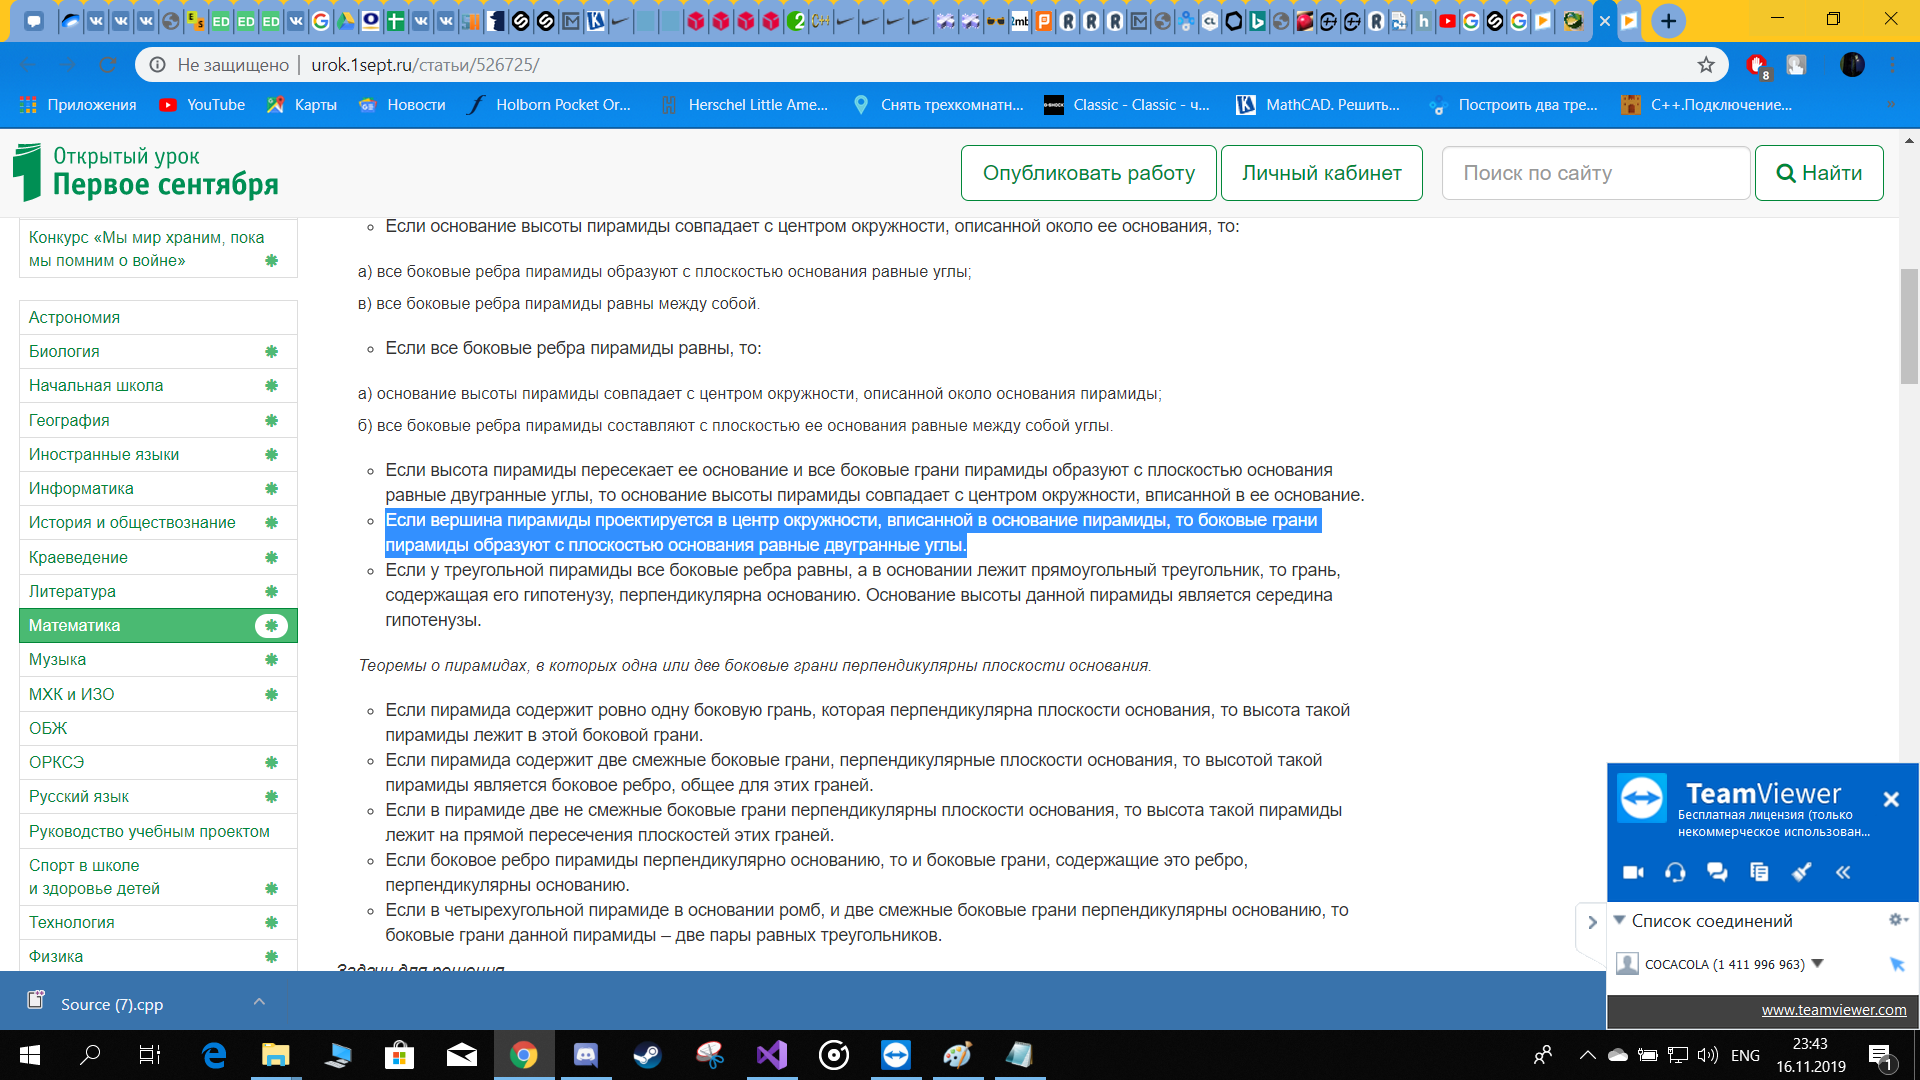 Не защищено
urok.1sept.ru/статьи/526725/
8
Приложения
YouTube
Карты
Новости
Holborn Pocket Or...
Herschel Little Ame...
Снять трехкомнатн...
Classic - Classic - ч...
MathCAD. Решить...
Построить два тре...
C++.Подключение...
Открытый урок
Первое сентября
Опубликовать работу
Личный кабинет
Поиск по сайту
Найти
Конкурс «Мы мир храним, пока
мы помним о войне»
Астрономия
Биология
Начальная школа
География
Иностранные языки
Информатика
История и обществознание
Краеведение
Литература
Математика
Музыка
МХК и ИЗО
ОБЖ
ОРКСЭ
Русский язык
Руководство учебным проектом
Спорт в школе
и здоровье детей
Технология
Физика
Если основание высоты пирамиды совпадает с центром окружности, описанной около ее основания, то:
а) все боковые ребра пирамиды образуют с плоскостью основания равные углы;
в) все боковые ребра пирамиды равны между собой.
Если все боковые ребра пирамиды равны, то:
а) основание высоты пирамиды совпадает с центром окружности, описанной около основания пирамиды;
б) все боковые ребра пирамиды составляют с плоскостью ее основания равные между собой углы.
Если высота пирамиды пересекает ее основание и все боковые грани пирамиды образуют с плоскостью основания
равные двугранные углы, то основание высоты пирамиды совпадает с центром окружности, вписанной в ее основание.
Если вершина пирамиды проектируется в центр окружности, вписанной в основание пирамиды, то боковые грани
пирамиды образуют с плоскостью основания равные двугранные углы.
Если у треугольной пирамиды все боковые ребра равны, а в основании лежит прямоугольный треугольник, то грань,
содержащая его гипотенузу, перпендикулярна основанию. Основание высоты данной пирамиды является середина
гипотенузы.
Теоремы о пирамидах, в которых одна или две боковые грани перпендикулярны плоскости основания.
Если пирамида содержит ровно одну боковую грань, которая перпендикулярна плоскости основания, то высота такой
пирамиды лежит в этой боковой грани.
Если пирамида содержит две смежные боковые грани, перпендикулярные плоскости основания, то высотой такой
пирамиды является боковое ребро, общее для этих граней.
Если в пирамиде две не смежные боковые грани перпендикулярны плоскости основания, то высота такой пирамиды
лежит на прямой пересечения плоскостей этих граней.
Если боковое ребро пирамиды перпендикулярно основанию, то и боковые грани, содержащие это ребро,
перпендикулярны основанию.
Если в четырехугольной пирамиде в основании ромб, и две смежные боковые грани перпендикулярны основанию, то
боковые грани данной пирамиды – две пары равных треугольников.
Задачи для решения
TeamViewer
Бесплатная лицензия (только
некоммерческое использован...
Список соединений
COCACOLA (1 411 996 963)
www.teamviewer.com
Source (7).cpp
ENG
23:43
16.11.2019
1